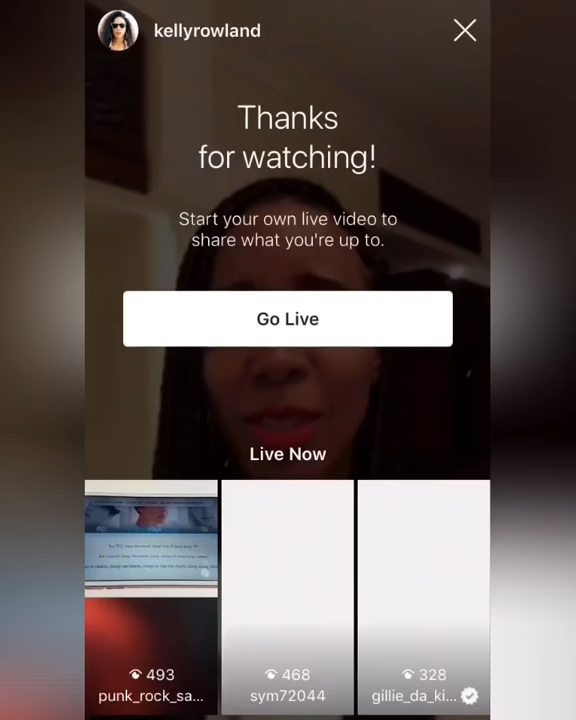 kellyrowland
Thanks
for watching!
Start your own live video to
share what you're up to.
Go Live
Live Now
493
468
328
punk_rock_sa...
sym72044
gillie_da_ki...